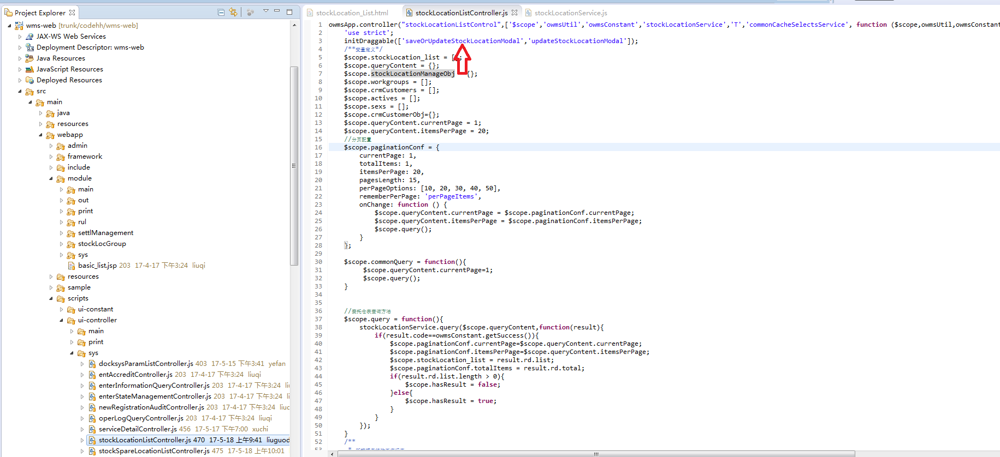 Project Explorer
wms-web [trunk/codehh/wms-web]
JAX-WS Web Services
Deployment Descriptor: wms-web
Java Resources
JavaScript Resources
Deployed Resources
src
main
java
resources
webapp
admin
framework
include
module
main
out
print
rul
settlManagement
stockLocGroup
sys
basic_list.jsp 203 17-4-17 下午3:24 liuqi
resources
sample
scripts
ui-constant
ui-controller
main
print
sys
docksysParamListController.js 403 17-5-15 下午3:41 yefan
entAccreditController.js 203 17-4-17 下午3:24 liuqi
enterInformationQueryController.js 203 17-4-17 下午3:24 li
enterStateManagementController.js 203 17-4-17 下午3:24 li
newRegistrationAuditController.js 203 17-4-17 下午3:24 liuc
operLogQueryController.js 203 17-4-17 下午3:24 liuqi
serviceDetailController.js 456 17-5-17 下午7:00 xuchi
stockLocationListController.js 470 17-5-18 上午9:41 liuguod
stockSpareLocationListController.js 475 17-5-18 上午10:01
stockLocation_List.html
stockLocationListController.js
stockLocationService.js
1 owmsApp.controller("stockLocationListControl",['$scope','owmsUtil','owmsConstant','stockLocationService','T','commonCacheSelectsService', function ($scope,owmsUtil,owmsConstant
2 'use strict';
3 initDraggable(['saveOrUpdateStockLocationModal','updateStockLocationModal']);
4 /**变量定义*/
5 $scope.stockLocation_list = [];
6 $scope.queryContent = {};
7 $scope.stockLocationManageObj {};
8 $scope.workgroups = [];
9 $scope.crmCustomers = [];
10 $scope.actives = [];
11 $scope.sexs = [];
12 $scope.crmCustomerObj={};
13 $scope.queryContent.currentPage = 1;
14 $scope.queryContent.itemsPerPage = 20;
15 //分页配置
16 $scope.paginationConf = {
17 currentPage: 1,
18 totalItems: 1,
19 itemsPerPage: 20,
20 pagesLength: 15,
21 perPageOptions: [10, 20, 30, 40, 50],
22 rememberPerPage: 'perPageItems',
23 onChange: function () {
24 $scope.queryContent.currentPage = $scope.paginationConf.currentPage;
25 $scope.queryContent.itemsPerPage = $scope.paginationConf.itemsPerPage;
26 $scope.query();
27 }
28 };
29
30 $scope.commonQuery = function(){
31 $scope.queryContent.currentPage=1;
32 $scope.query();
33 }
34
35
36 //委托仓表查询方法
37 $scope.query = function(){
38 stockLocationService.query($scope.queryContent,function(result){
39 if(result.code==owmsConstant.getSuccess()){
40 $scope.paginationConf.currentPage=$scope.queryContent.currentPage;
41 $scope.paginationConf.itemsPerPage=$scope.queryContent.itemsPerPage;
42 $scope.stockLocation_list = result.rd.list;
43 $scope.paginationConf.totalItems = result.rd.total;
44 if(result.rd.list.length > 0){
45 $scope.hasResult = false;
46 }else{
47 $scope.hasResult = true;
48 }
49 }
50 });
51 }
52 /**